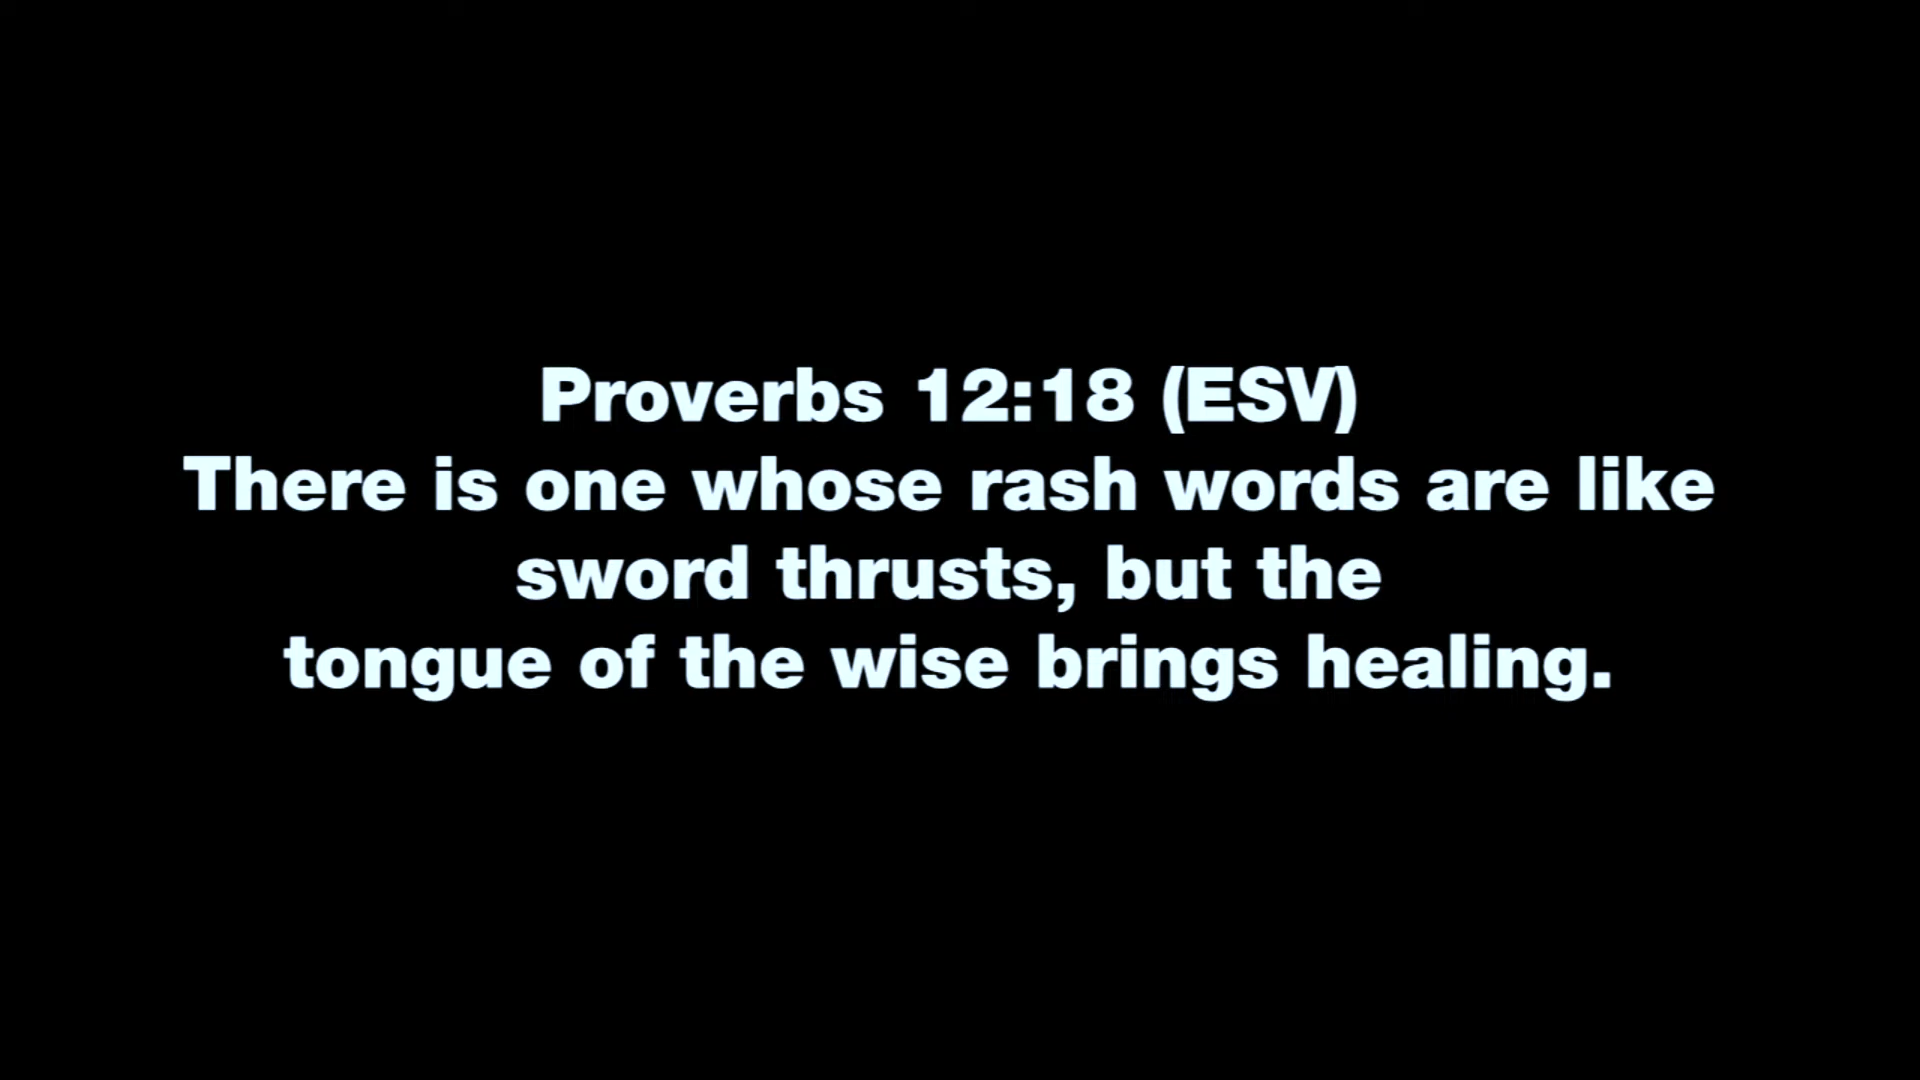 Proverbs 12:18 (ESV)
There is one whose rash words are like
sword thrusts, but the
tongue of the wise brings healing.